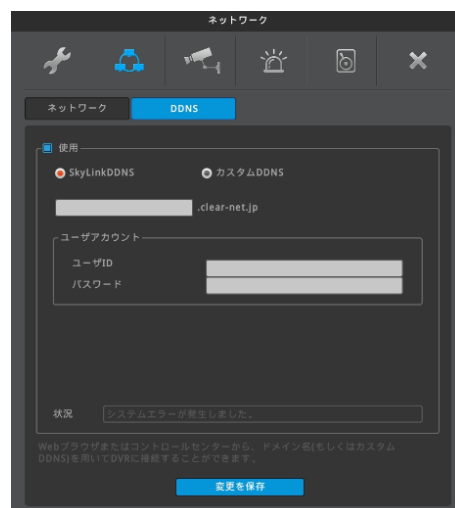 ネットワーク
ネットワーク DDNS
使用
SkyLinkDDNS カスタムDDNS
.clear-net.jp
ユーザアカウント
ユーザID
パスワード
状況 システムエラーが発生しました。
Webブラウザまたはコントロールセンターから、ドメイン名(もしくはカスタム
DDNS)を用いてDVRに接続することができます。
変更を保存